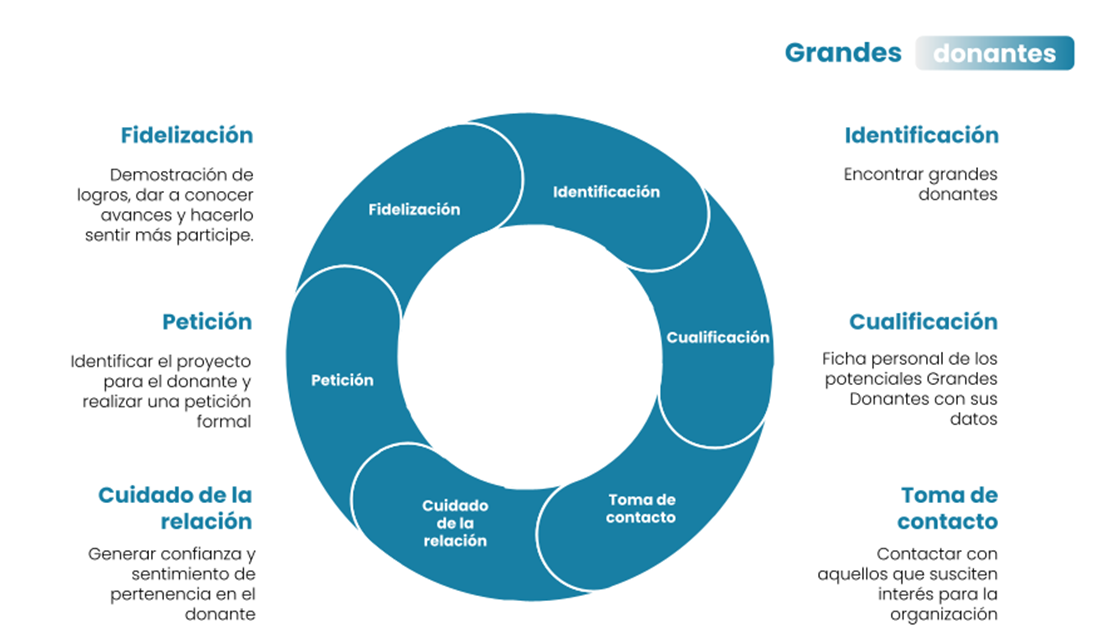 Grandes donantes
Fidelización
Demostración de
logros, dar a conocer
avances y hacerlo
sentir más participe.
Petición
Identificar el proyecto
para el donante y
realizar una petición
formal
Cuidado de la
relación
Generar confianza y
sentimiento de
pertenencia en el
donante
Identificación
Fidelización
Cualificación
Petición
Toma de
contacto
Cuidado
de la
relación
Identificación
Encontrar grandes
donantes
Cualificación
Ficha personal de los
potenciales Grandes
Donantes con sus
datos
Toma de
contacto
Contactar con
aquellos que susciten
interés para la
organización